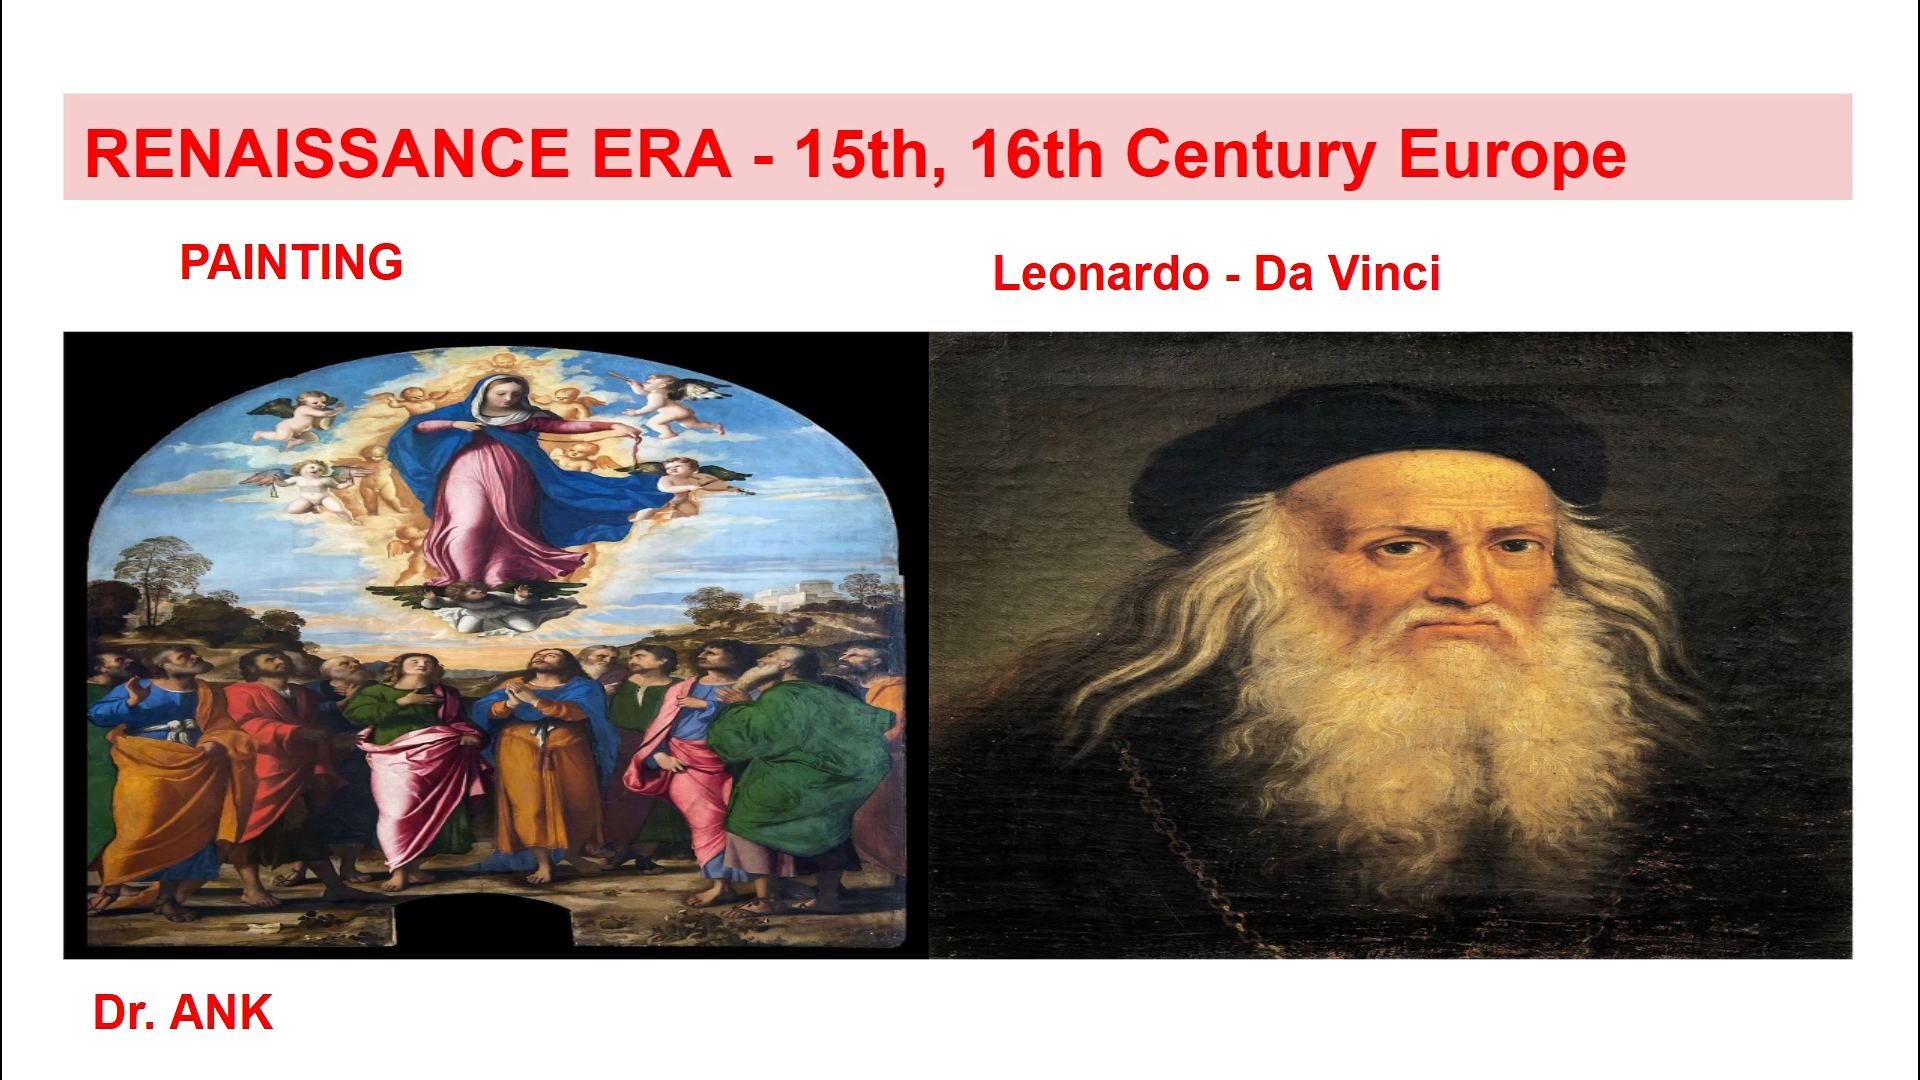 RENAISSANCE ERA - 15th, 16th Century Europe
PAINTING
Leonardo - Da Vinci
Dr. ANK